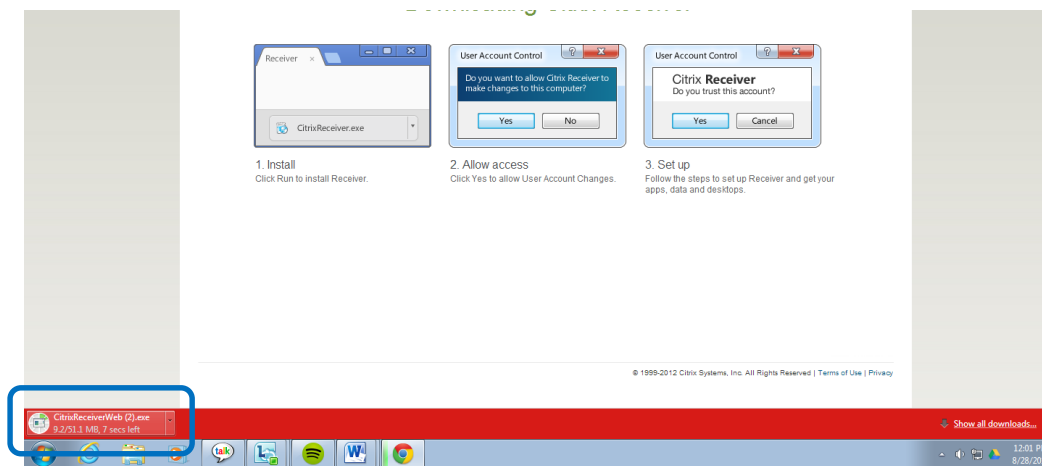 Receiver
CitrixReceiver.exe
User Account Control
Do you want to allow Citrix Receiver to
make changes to this computer?
Yes
No
User Account Control
Citrix Receiver
Do you trust this account?
Yes
Cancel
1. Install
Click Run to install Receiver.
2. Allow access
Click Yes to allow User Account Changes.
3. Set up
Follow the steps to set up Receiver and get your
apps, data and desktops.
© 1999-2012 Citrix Systems, Inc. All Rights Reserved | Terms of Use | Privacy
CitrixReceiverWeb (2).exe
9.2/51.1 MB, 7 secs left
Show all downloads...
talk
12:01 P
8/28/20